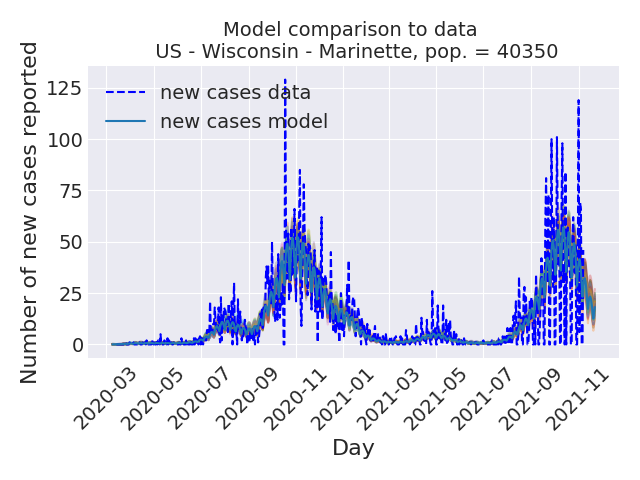 Model comparison to data
US - Wisconsin - Marinette, pop. = 40350
Number of new cases reported
125
100
75
50
25
0
new cases data
new cases model
2020-03
2020-05
2020-07
2020-09
2020-11
2021-01
2021-03
2021-05
2021-07
2021-09
2021-11
Day